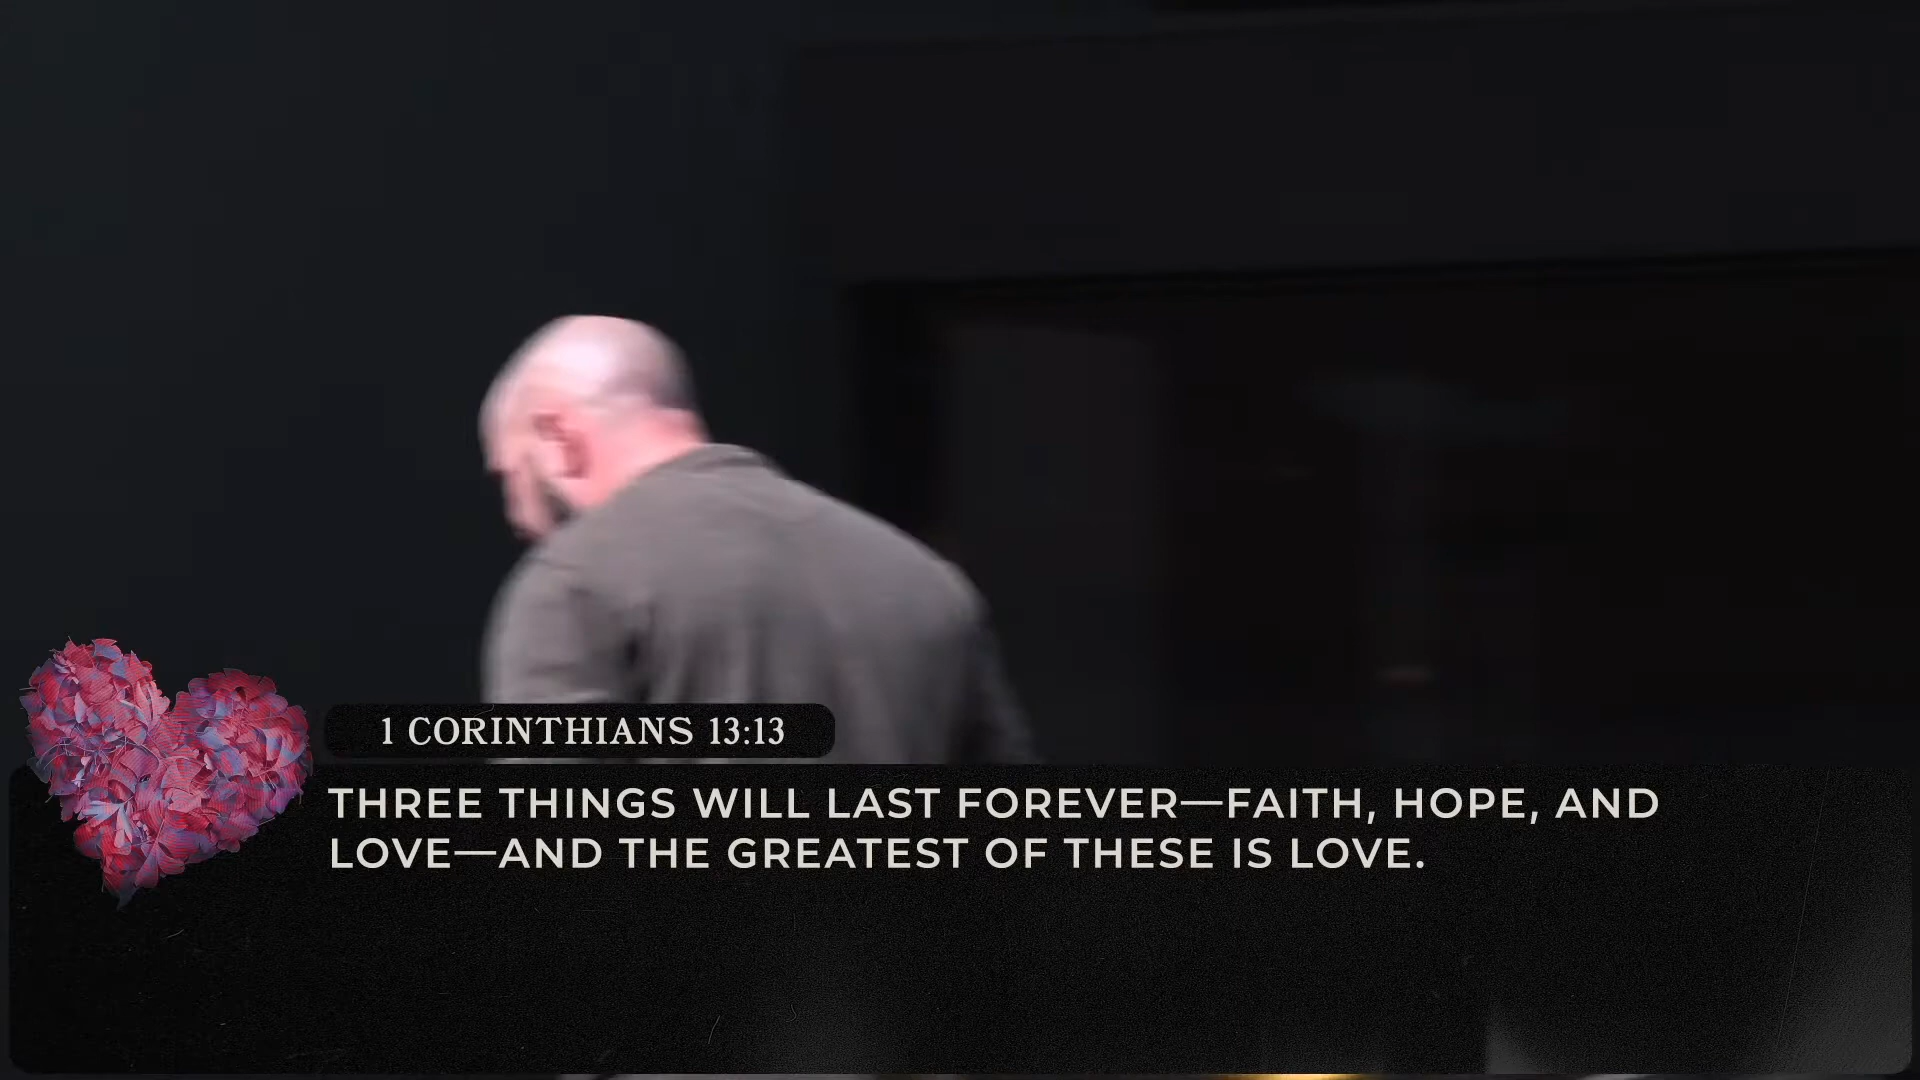 1 CORINTHIANS 13:13
THREE THINGS WILL LAST FOREVER—FAITH, HOPE, AND
LOVE—AND THE GREATEST OF THESE IS LOVE.